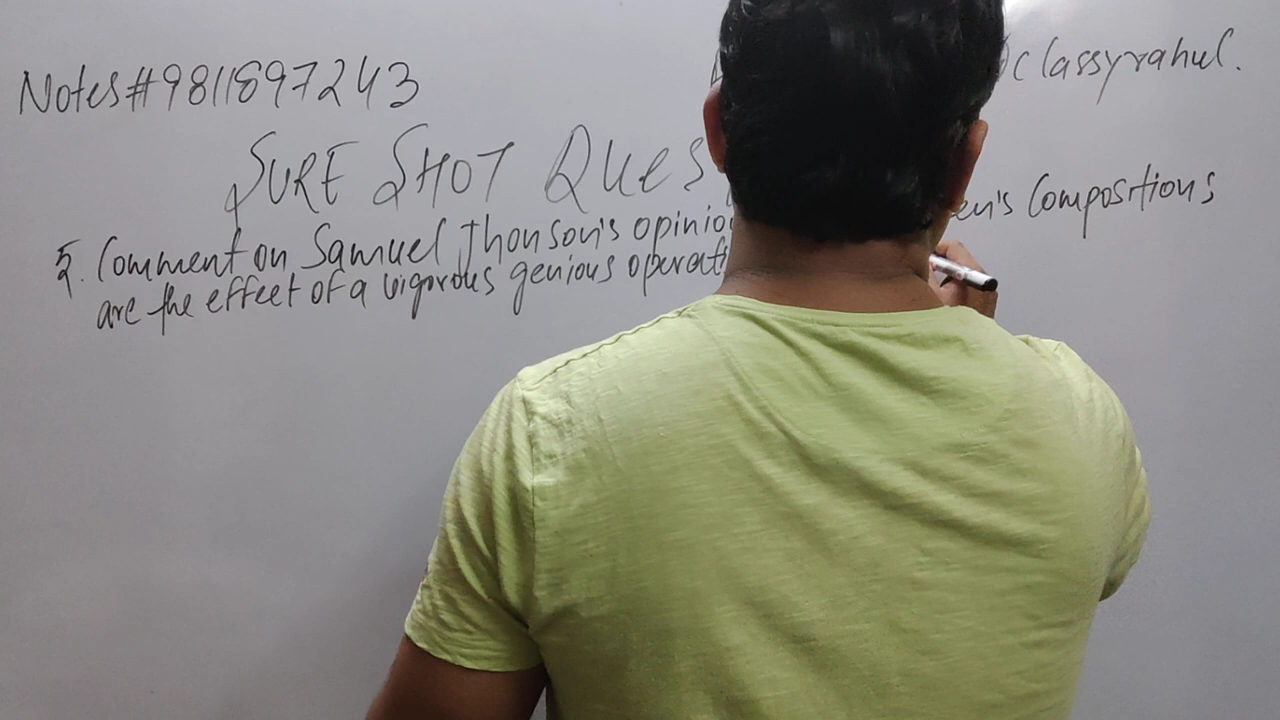 Notes#9811897243
classyrahul.
SURE SHOT Ques
5. Comment on Samuel Jhonson's opinio en's Compositions
are the effect of a vigorous genious operat